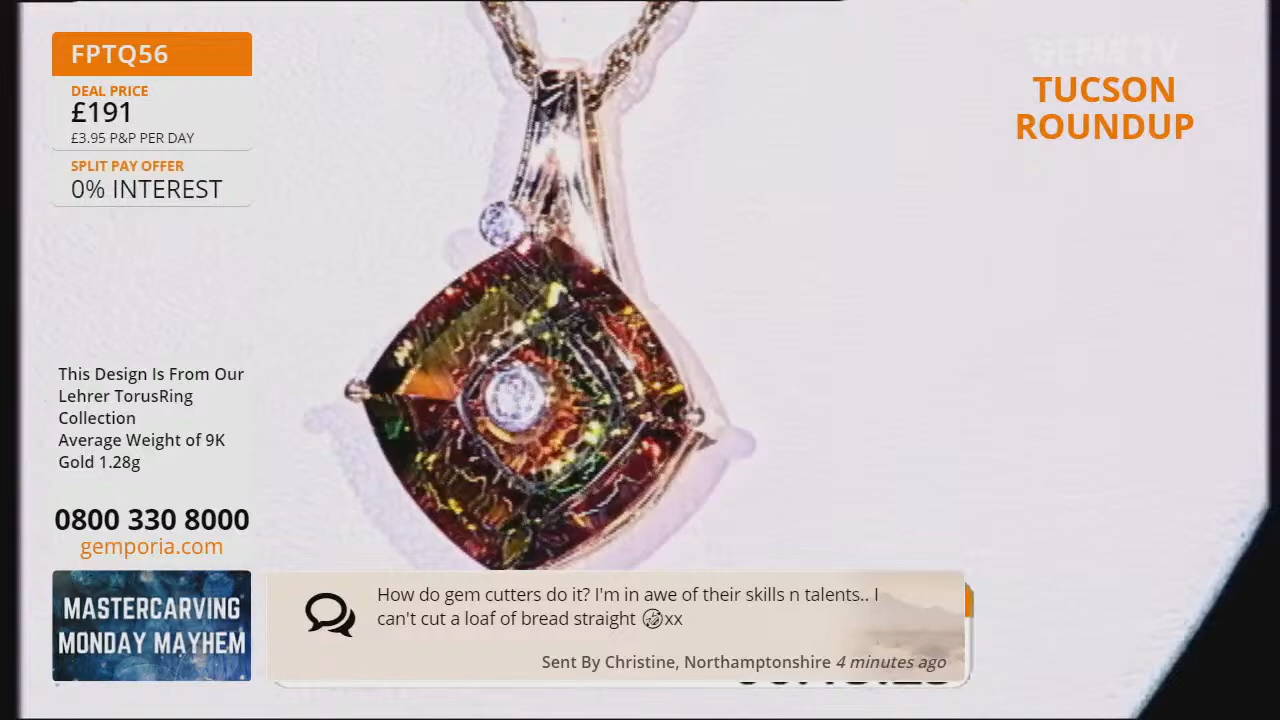 FPTQ56
DEAL PRICE
£191
£3.95 P&P PER DAY
SPLIT PAY OFFER
0% INTEREST
GEM TV
TUCSON
ROUNDUP
This Design Is From Our
Lehrer TorusRing
Collection
Average Weight of 9K
Gold 1.28g
0800 330 8000
gemporia.com
MASTERCARVING
MONDAY MAYHEM
How do gem cutters do it? I'm in awe of their skills n talents.. I
can't cut a loaf of bread straight 🤣xx
Sent By Christine, Northamptonshire 4 minutes ago